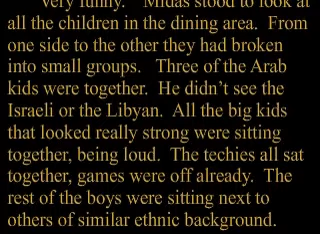 "Very funny." Midas stood to look at
all the children in the dining area. From
one side to the other they had broken
into small groups. Three of the Arab
kids were together. He didn't see the
Israeli or the Libyan. All the big kids
that looked really strong were sitting
together, being loud. The techies all sat
together, games were off already. The
rest of the boys were sitting next to
others of similar ethnic background.